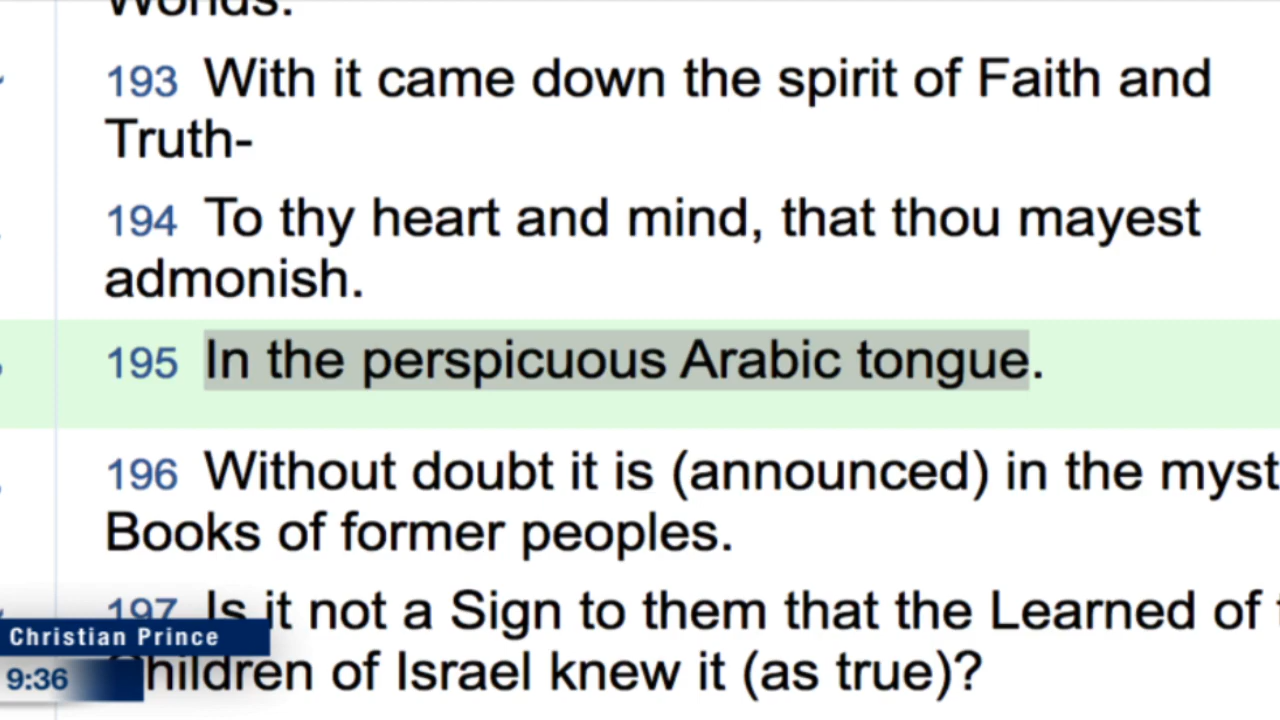 Worlds.
193 With it came down the spirit of Faith and
Truth-
194 To thy heart and mind, that thou mayest
admonish.
195 In the perspicuous Arabic tongue.
196 Without doubt it is (announced) in the myst
Books of former peoples.
197 Is it not a Sign to them that the Learned of
Children of Israel knew it (as true)?
Christian Prince
9:36